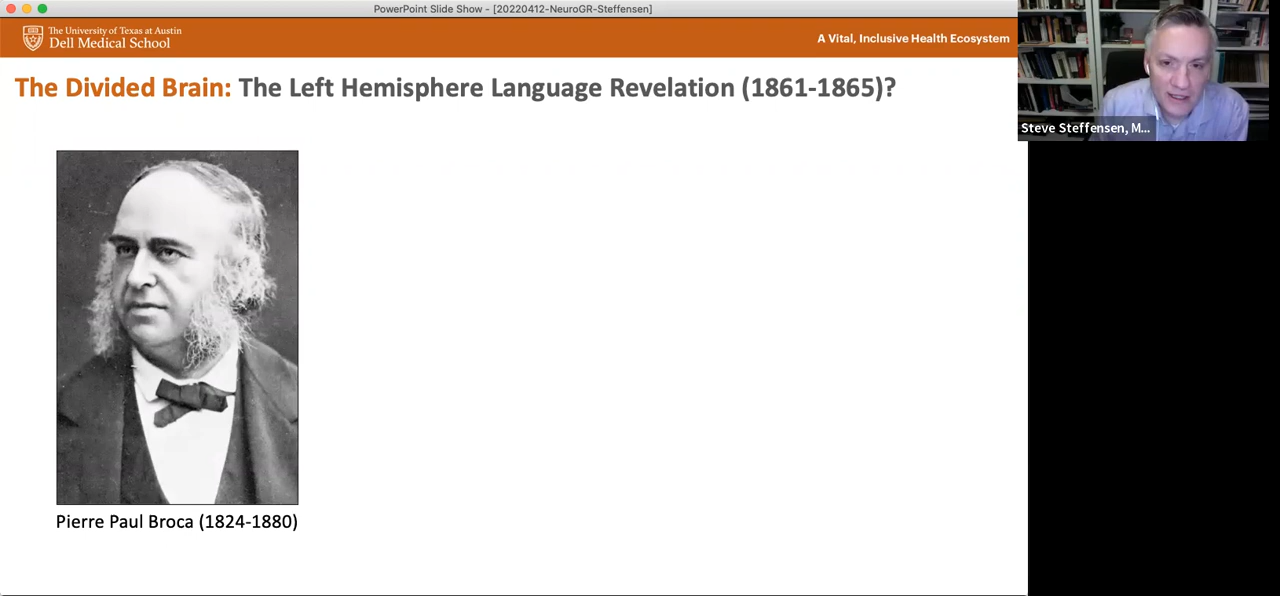 PowerPoint Slide Show - [20220412-NeuroGR-Steffensen]
The University of Texas at Austin
Dell Medical School
A Vital, Inclusive Health Ecosystem
The Divided Brain: The Left Hemisphere Language Revelation (1861-1865)?
Steve Steffensen, M...
Pierre Paul Broca (1824-1880)